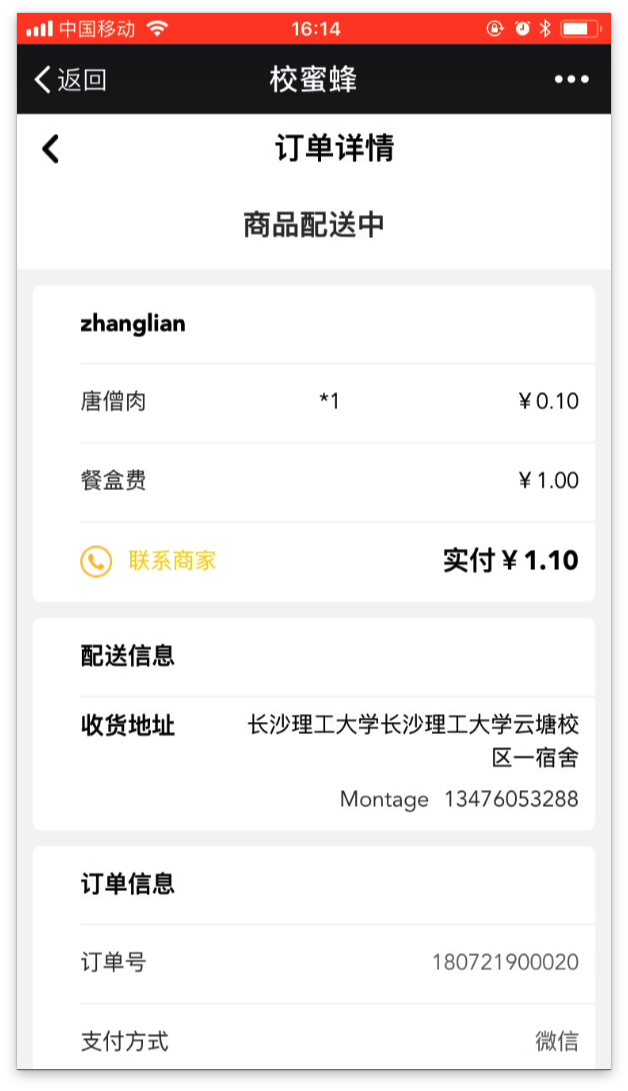 中国移动 16:14
返回 校蜜蜂
订单详情
商品配送中
zhanglian
唐僧肉 *1 ¥0.10
餐盒费 ¥1.00
联系商家 实付¥1.10
配送信息
收货地址 长沙理工大学长沙理工大学云塘校
区一宿舍
Montage 13476053288
订单信息
订单号 180721900020
支付方式 微信